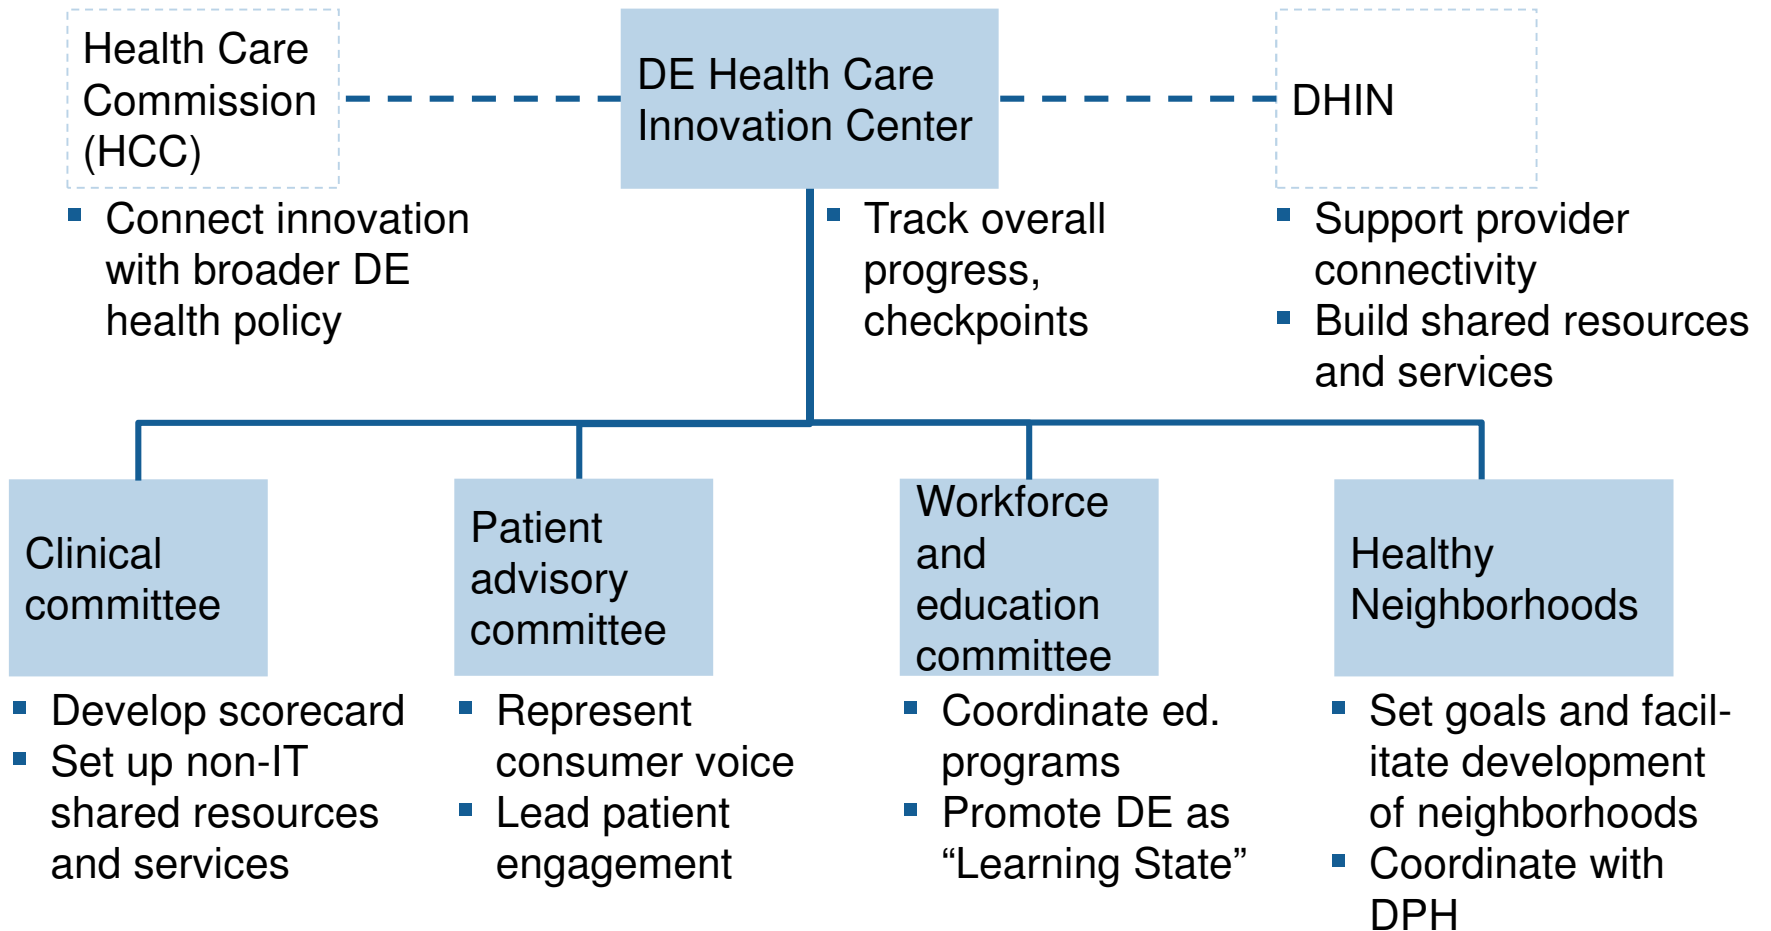 Health Care
Commission
(HCC)
DE Health Care
Innovation Center
DHIN
▪ Connect innovation
with broader DE
health policy
▪ Track overall
progress,
checkpoints
▪ Support provider
connectivity
▪ Build shared resources
and services
Clinical
committee
Patient
advisory
committee
Workforce
and
education
committee
Healthy
Neighborhoods
▪ Develop scorecard
▪ Set up non-IT
shared resources
and services
▪ Represent
consumer voice
▪ Lead patient
engagement
▪ Coordinate ed.
programs
▪ Promote DE as
“Learning State”
▪ Set goals and facil-
itate development
of neighborhoods
▪ Coordinate with
DPH